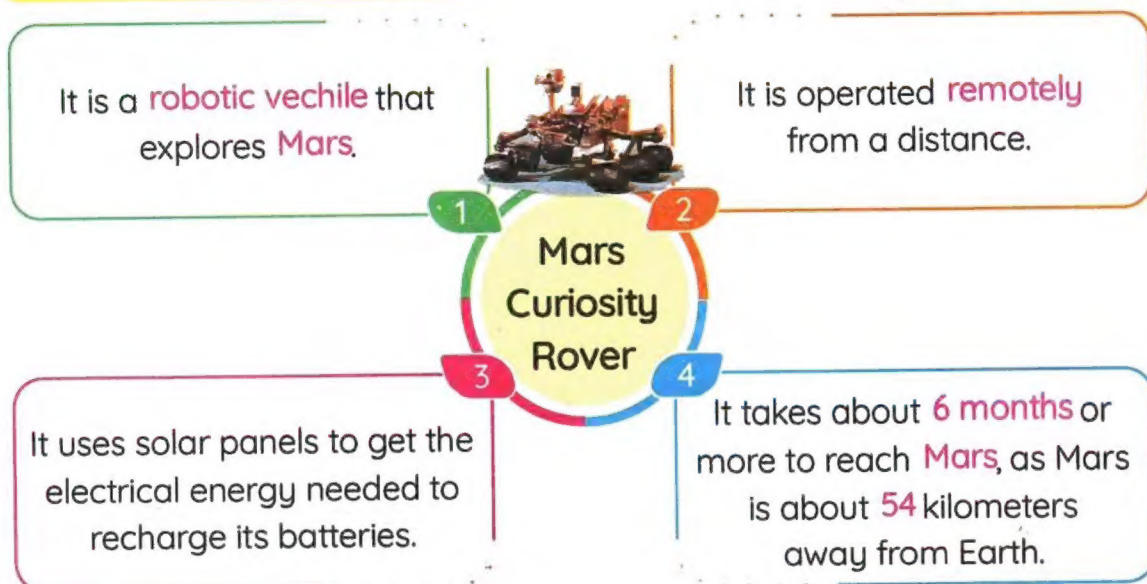 It is a robotic vechile that
explores Mars.
1
It is operated remotely
from a distance.
2
Mars
Curiosity
Rover
3
It uses solar panels to get the
electrical energy needed to
recharge its batteries.
4
It takes about 6 months or
more to reach Mars, as Mars
is about 54 kilometers
away from Earth.